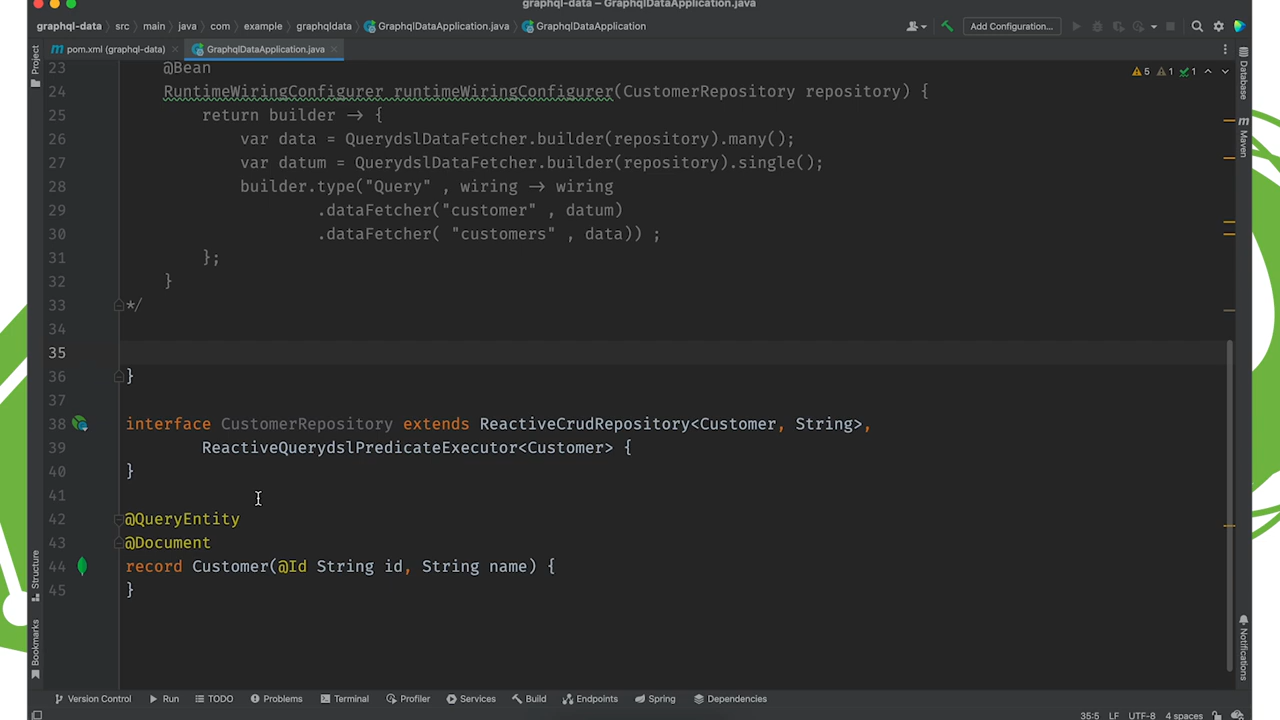 graphql-data – GraphqlDataApplication.java
graphql-data › src › main › java › com › example › graphqldata › GraphqlDataApplication.java › GraphqlDataApplication
Add Configuration...
pom.xml (graphql-data) × GraphqlDataApplication.java ×
Project
Database
Maven
5 1 1
23 @Bean
24 RuntimeWiringConfigurer runtimeWiringConfigurer(CustomerRepository repository) {
25 return builder → {
26 var data = QuerydslDataFetcher.builder(repository).many();
27 var datum = QuerydslDataFetcher.builder(repository).single();
28 builder.type("Query" , wiring → wiring
29 .dataFetcher("customer" , datum)
30 .dataFetcher( "customers" , data)) ;
31 };
32 }
33 */
34
35
36 }
37
38 interface CustomerRepository extends ReactiveCrudRepository<Customer, String>,
39 ReactiveQuerydslPredicateExecutor<Customer> {
40 }
41
42 @QueryEntity
43 @Document
44 record Customer(@Id String id, String name) {
45 }
Structure
Bookmarks
Notifications
Version Control Run TODO Problems Terminal Profiler Services Build Endpoints Spring Dependencies
35:5 LF UTF-8 4 spaces